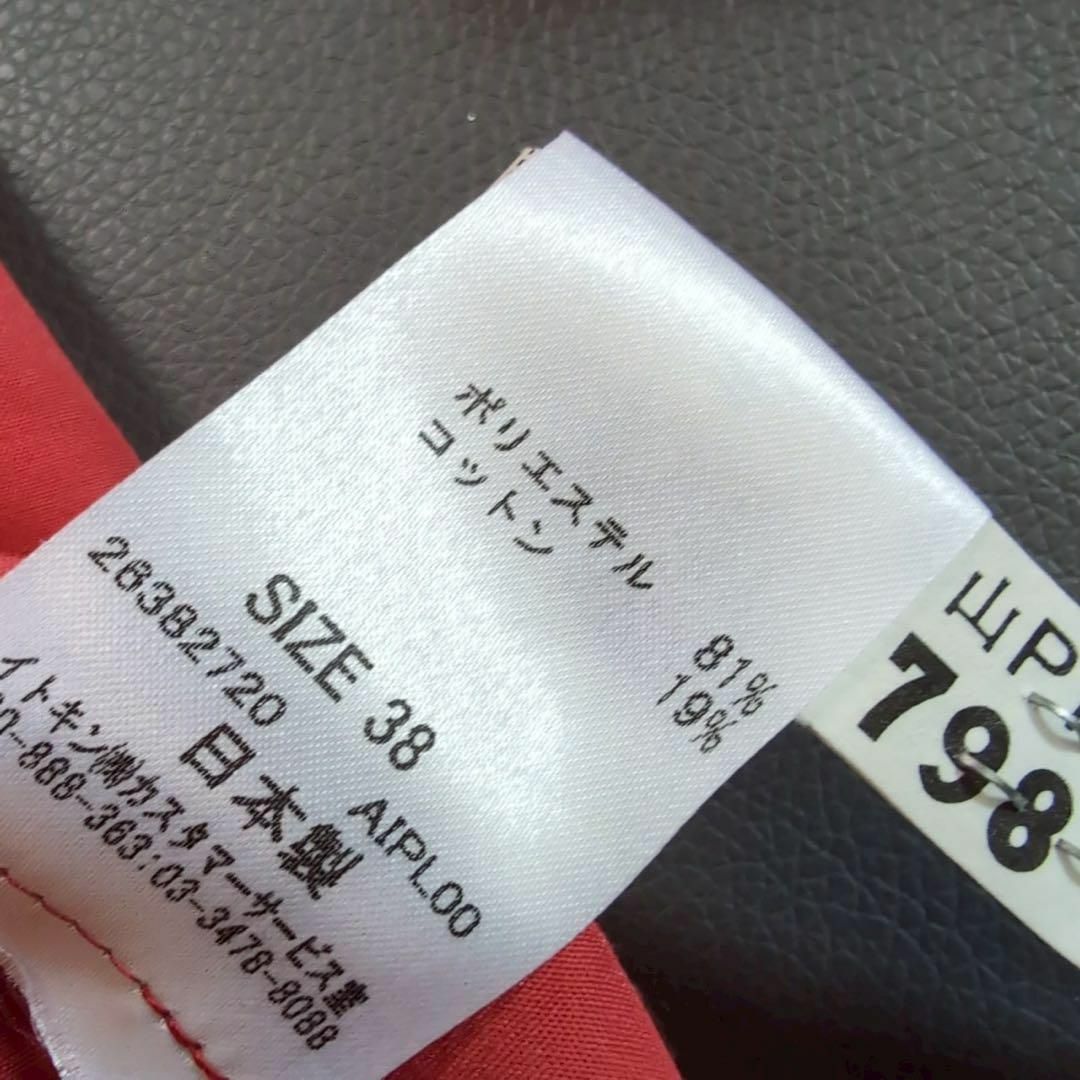 ポリエステル 81%
コットン 19%
SIZE 38
26382720 AIPL00
日本製
イトキン㈱カスタマーサービス室
888-363:03-3478-8088
山P
798